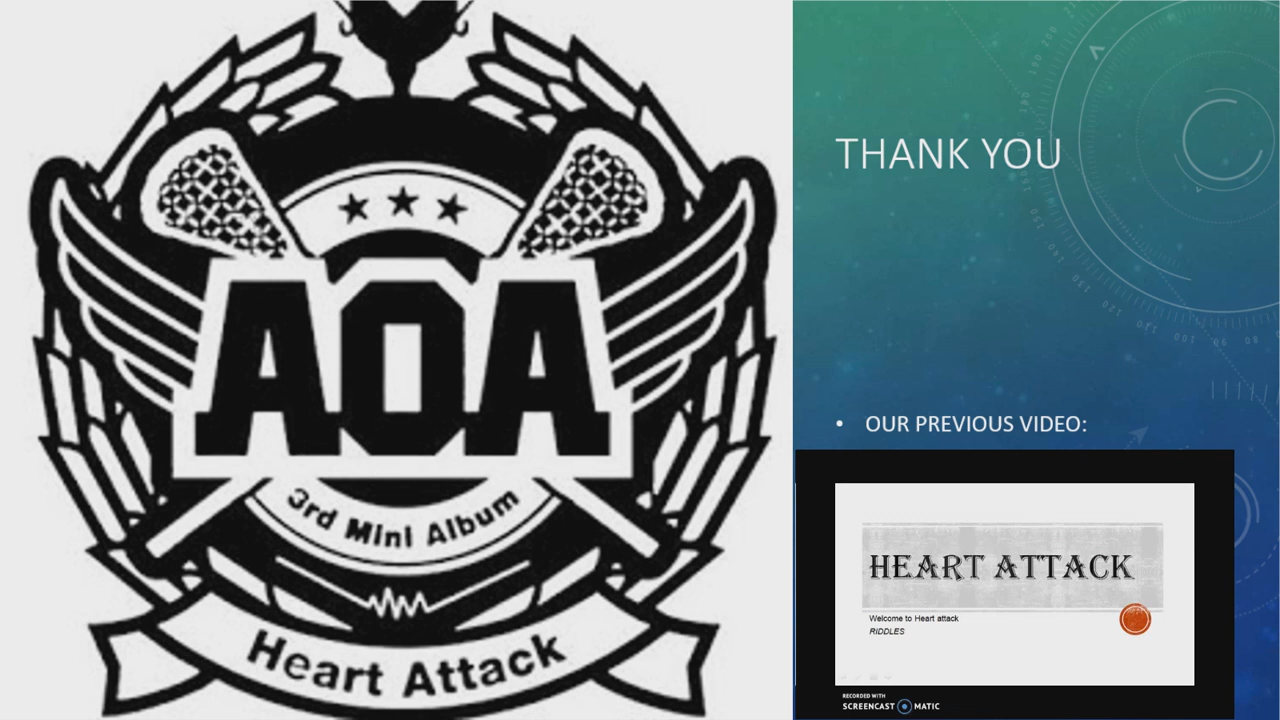 AOA
3rd Mini Album
Heart Attack
THANK YOU
• OUR PREVIOUS VIDEO:
HEART ATTACK
Welcome to Heart attack
RIDDLES
RECORDED WITH
SCREENCAST MATIC